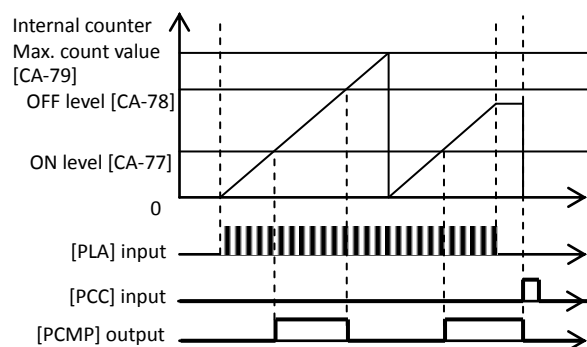 Internal counter
Max. count value
[CA-79]
OFF level [CA-78]
ON level [CA-77]
0
[PLA] input
[PCC] input
[PCMP] output